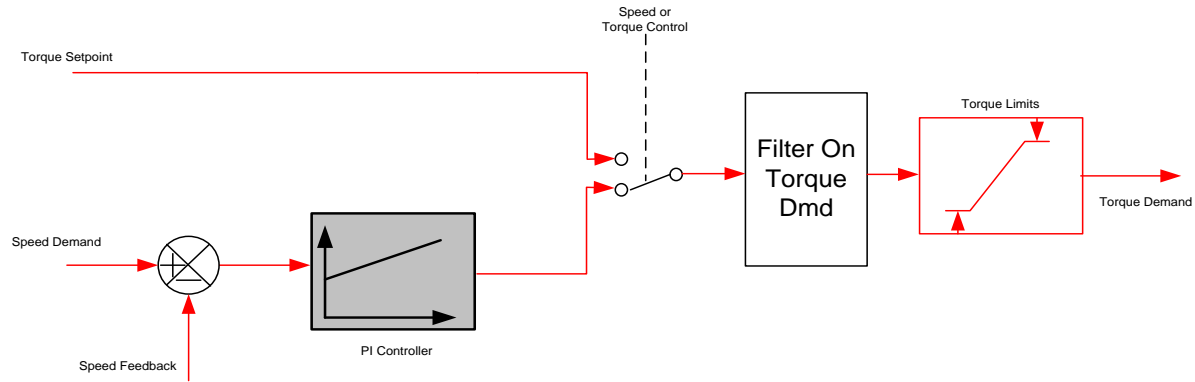 Speed or
Torque Control
Torque Setpoint
Torque Limits
Filter On
Torque
Dmd
Torque Demand
Speed Demand
PI Controller
Speed Feedback